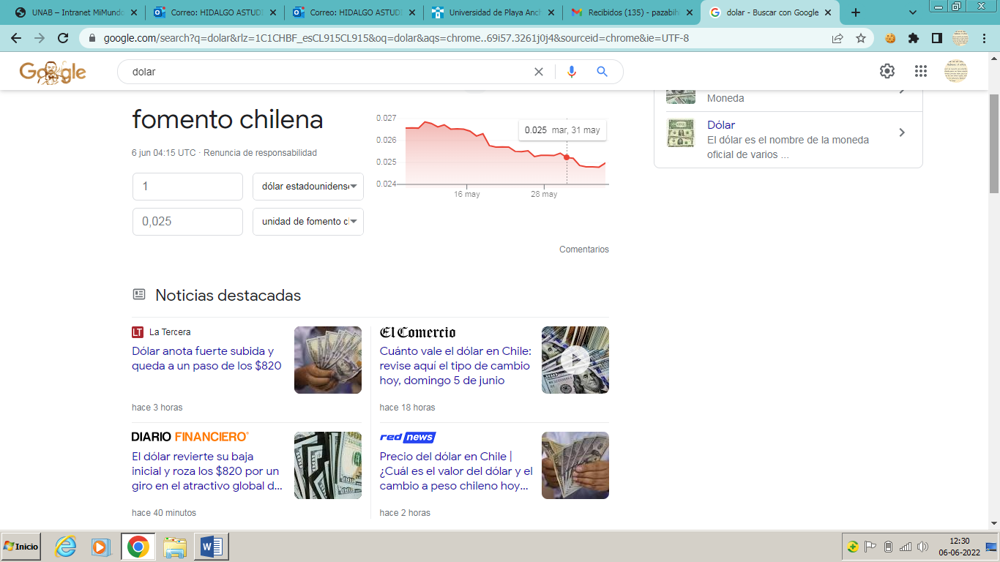 UNAB – Intranet MiMundo
Correo: HIDALGO ASTUD
Correo: HIDALGO ASTUD
Universidad de Playa Anch
Recibidos (135) - pazabih
dolar - Buscar con Google
google.com/search?q=dolar&rlz=1C1CHBF_esCL915CL915&oq=dolar&aqs=chrome..69i57.3261j0j4&sourceid=chrome&ie=UTF-8
Google
dolar
fomento chilena
6 jun 04:15 UTC · Renuncia de responsabilidad
1
dólar estadounidens
0,025
unidad de fomento c
0.027
0.026
0.025
0.024
0.025 mar, 31 may
16 may
28 may
Comentarios
Moneda
Dólar
El dólar es el nombre de la moneda
oficial de varios ...
Noticias destacadas
LT La Tercera
Dólar anota fuerte subida y
queda a un paso de los $820
hace 3 horas
El Comercio
Cuánto vale el dólar en Chile:
revise aquí el tipo de cambio
hoy, domingo 5 de junio
hace 18 horas
DIARIO FINANCIERO
El dólar revierte su baja
inicial y roza los $820 por un
giro en el atractivo global d...
hace 40 minutos
red news
Precio del dólar en Chile |
¿Cuál es el valor del dólar y el
cambio a peso chileno hoy...
hace 2 horas
Inicio
12:30
06-06-2022